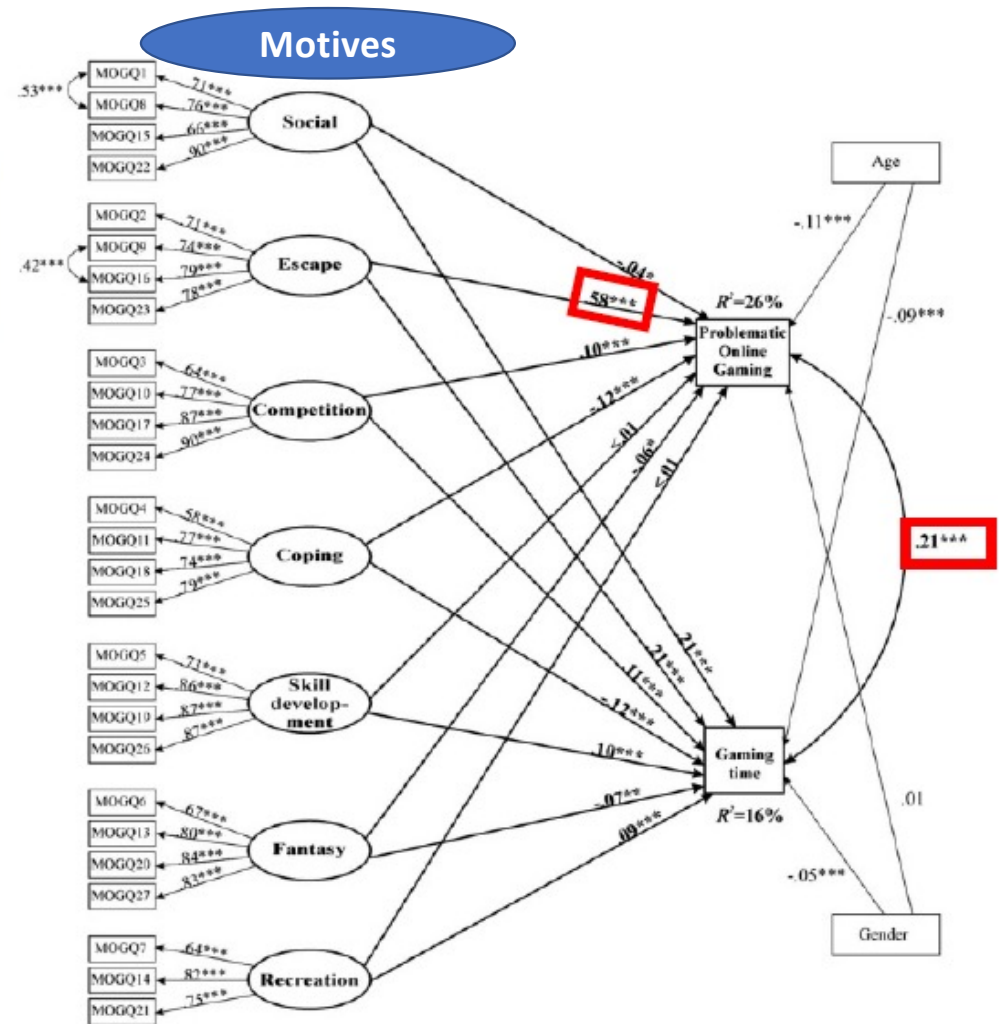 Motives
MOGQ1
MOGQ8
MOGQ15
MOGQ22
.53***
.71***
.76***
.66***
.90***
Social
MOGQ2
MOGQ9
MOGQ16
MOGQ23
.42***
.71***
.74***
.79***
.78***
Escape
MOGQ3
MOGQ10
MOGQ17
MOGQ24
.64***
.77***
.87***
.90***
Competition
MOGQ4
MOGQ11
MOGQ18
MOGQ25
.58***
.77***
.74***
.79***
Coping
MOGQ5
MOGQ12
MOGQ19
MOGQ26
.71***
.86***
.87***
.87***
Skill
develop-
ment
MOGQ6
MOGQ13
MOGQ20
MOGQ27
.67***
.80***
.84***
.83***
Fantasy
MOGQ7
MOGQ14
MOGQ21
.64***
.82***
.75***
Recreation
-.04*
.58***
.10***
-.12***
<.01
-.06*
<.01
R²=26%
Problematic
Online
Gaming
.21***
.21***
.11***
-.12***
.10***
-.07**
.09***
Gaming
time
R²=16%
Age
-.11***
-.09***
.21***
.01
-.05***
Gender